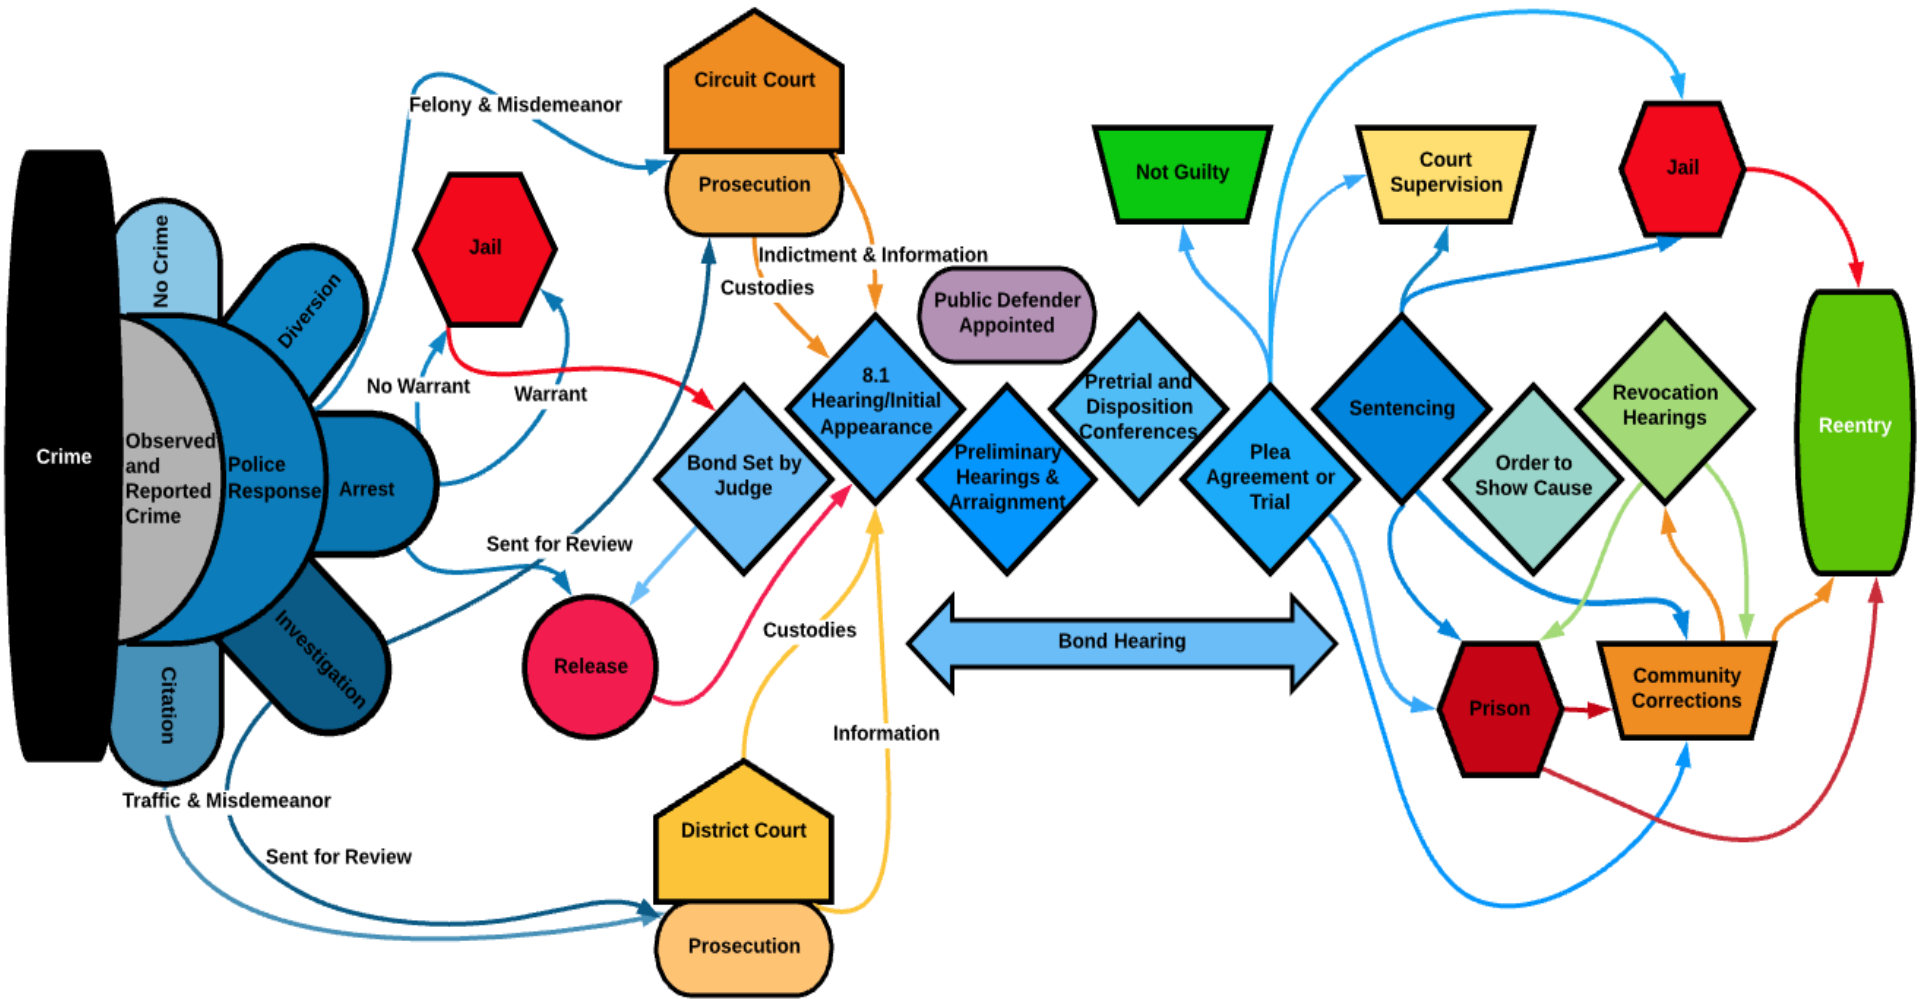 Circuit Court
Felony & Misdemeanor
Prosecution
Not Guilty
Court
Supervision
Jail
No Crime
Jail
Indictment & Information
Custodies
Diversion
Public Defender
Appointed
No Warrant
Warrant
8.1
Hearing/Initial
Appearance
Pretrial and
Disposition
Conferences
Sentencing
Revocation
Hearings
Reentry
Crime
Observed
and
Reported
Crime
Police
Response
Arrest
Bond Set by
Judge
Preliminary
Hearings &
Arraignment
Plea
Agreement or
Trial
Order to
Show Cause
Sent for Review
Investigation
Citation
Release
Custodies
Bond Hearing
Prison
Community
Corrections
Information
Traffic & Misdemeanor
Sent for Review
District Court
Prosecution